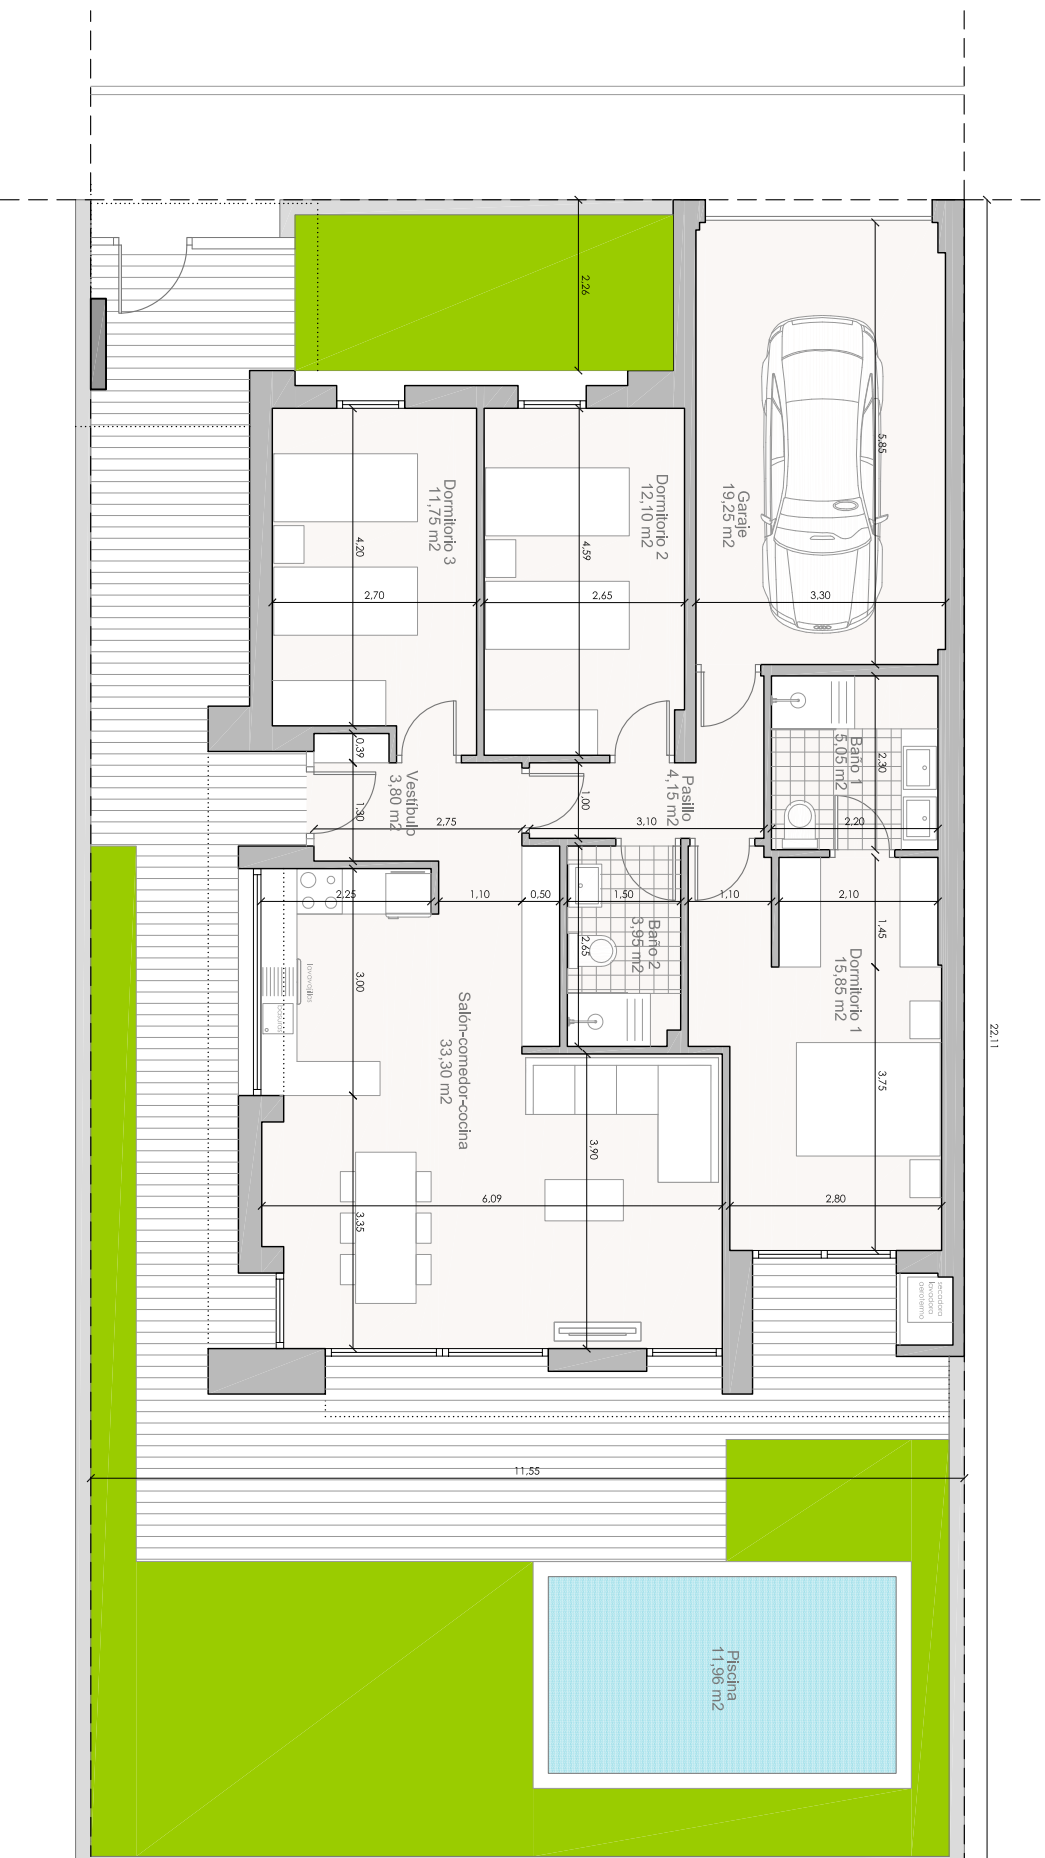 2,26
5,85
Garaje
19,25 m2
Dormitorio 2
12,10 m2
Dormitorio 3
11,75 m2
4,20
4,59
2,70
2,65
3,30
0,39
1,30
Vestíbulo
3,80 m2
2,75
1,00
Pasillo
4,15 m2
3,10
Baño 1
5,05 m2
2,30
2,20
2,25
1,10
0,50
1,50
1,10
2,10
1,45
Baño 2
3,95 m2
2,65
Dormitorio 1
15,85 m2
3,00
lavavajillas
Salón-comedor-cocina
33,30 m2
22,11
3,75
3,90
6,09
2,80
3,35
secadora
lavadora
aerotermo
11,55
Piscina
11,96 m2